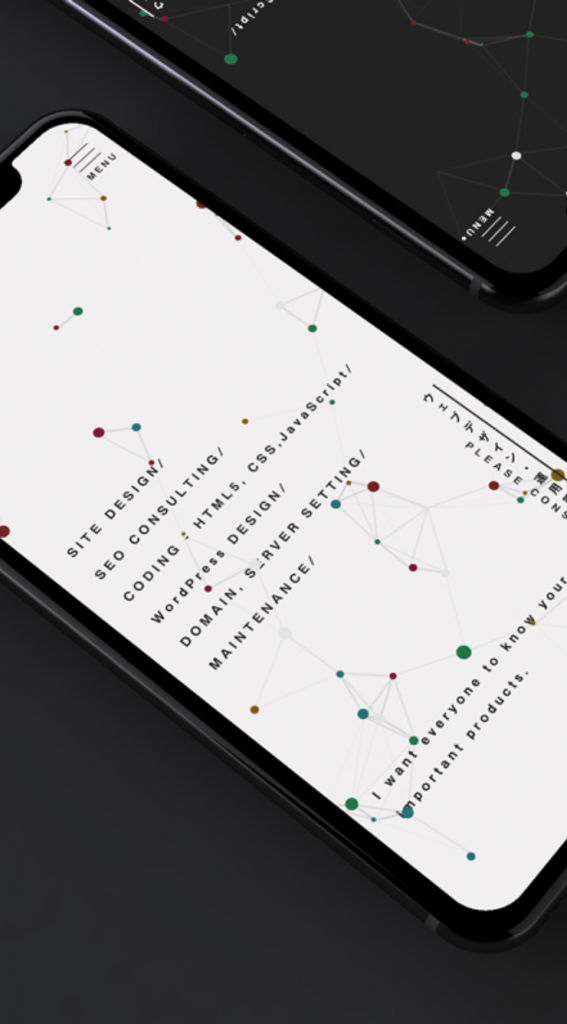 Script/
MENU
MENU
SITE DESIGN/
SEO CONSULTING/
CODING - HTML5, CSS,JavaScript/
WordPress DESIGN/
DOMAIN, SERVER SETTING/
MAINTENANCE/
ウェブデザイン・運用
PLEASE CONS
I want everyone to know your
important products.